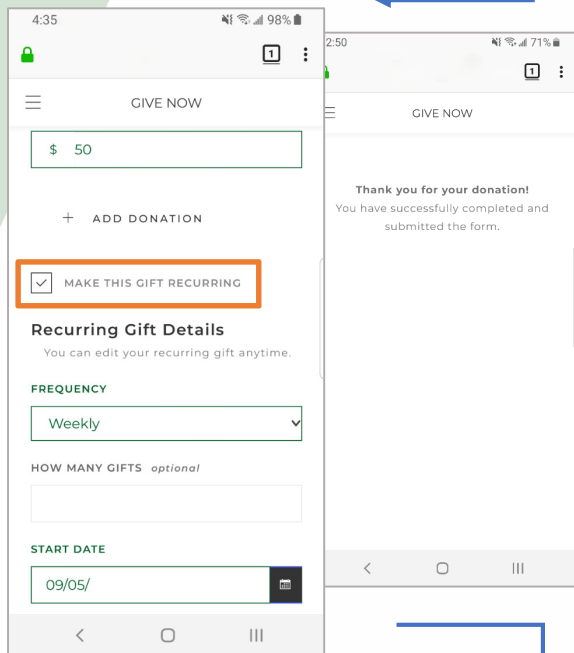 4:35
98%
1
GIVE NOW
$ 50
+ ADD DONATION
MAKE THIS GIFT RECURRING
Recurring Gift Details
You can edit your recurring gift anytime.
FREQUENCY
Weekly
HOW MANY GIFTS optional
START DATE
09/05/
2:50
71%
1
GIVE NOW
Thank you for your donation!
You have successfully completed and
submitted the form.